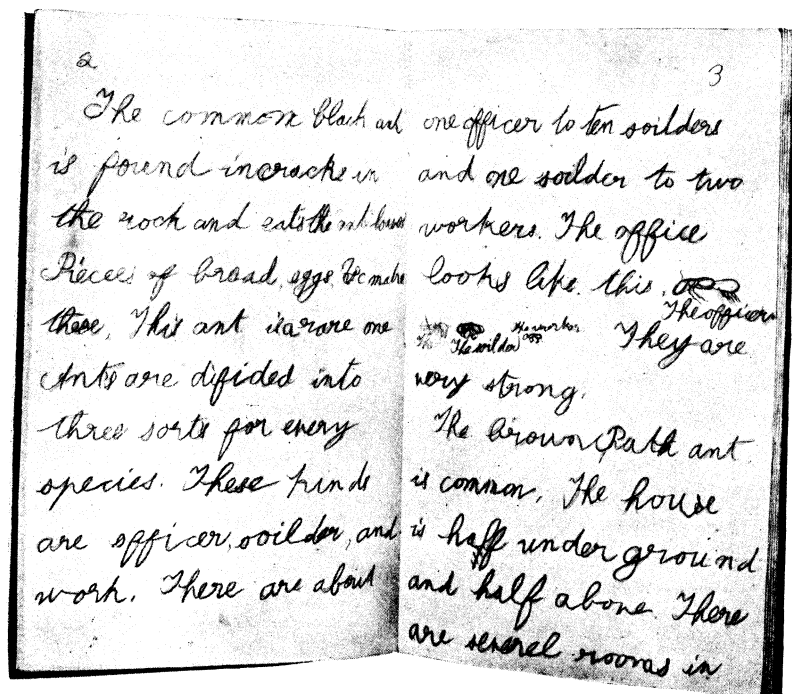 2
The common black ant
is found in cracks in
the rock and eats the
Pieces of bread, eggs
these. This ant is a rare one
Ants are difided into
three sorts for every
species. These kinds
are officer, soilder, and
work. There are about
3
one officer to ten soilders
and one soilder to two
workers. The office
looks like this.
The officer
The soilder The worker They are
very strong.
The brown Path ant
is common. The house
is haff under ground
and half above. There
are several rooms in